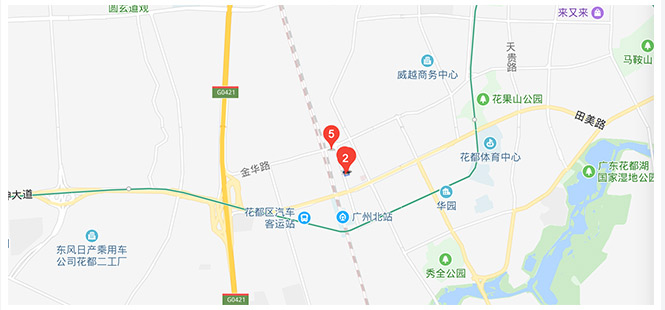 圆玄道观
来又来
马鞍山
天贵路
威越商务中心
G0421
花果山公园
田美路
5
花都体育中心
2
金华路
广东花都湖
国家湿地公园
大道
华园
花都区汽车
客运站
广州北站
东风日产乘用车
公司花都二工厂
秀全公园
G0421